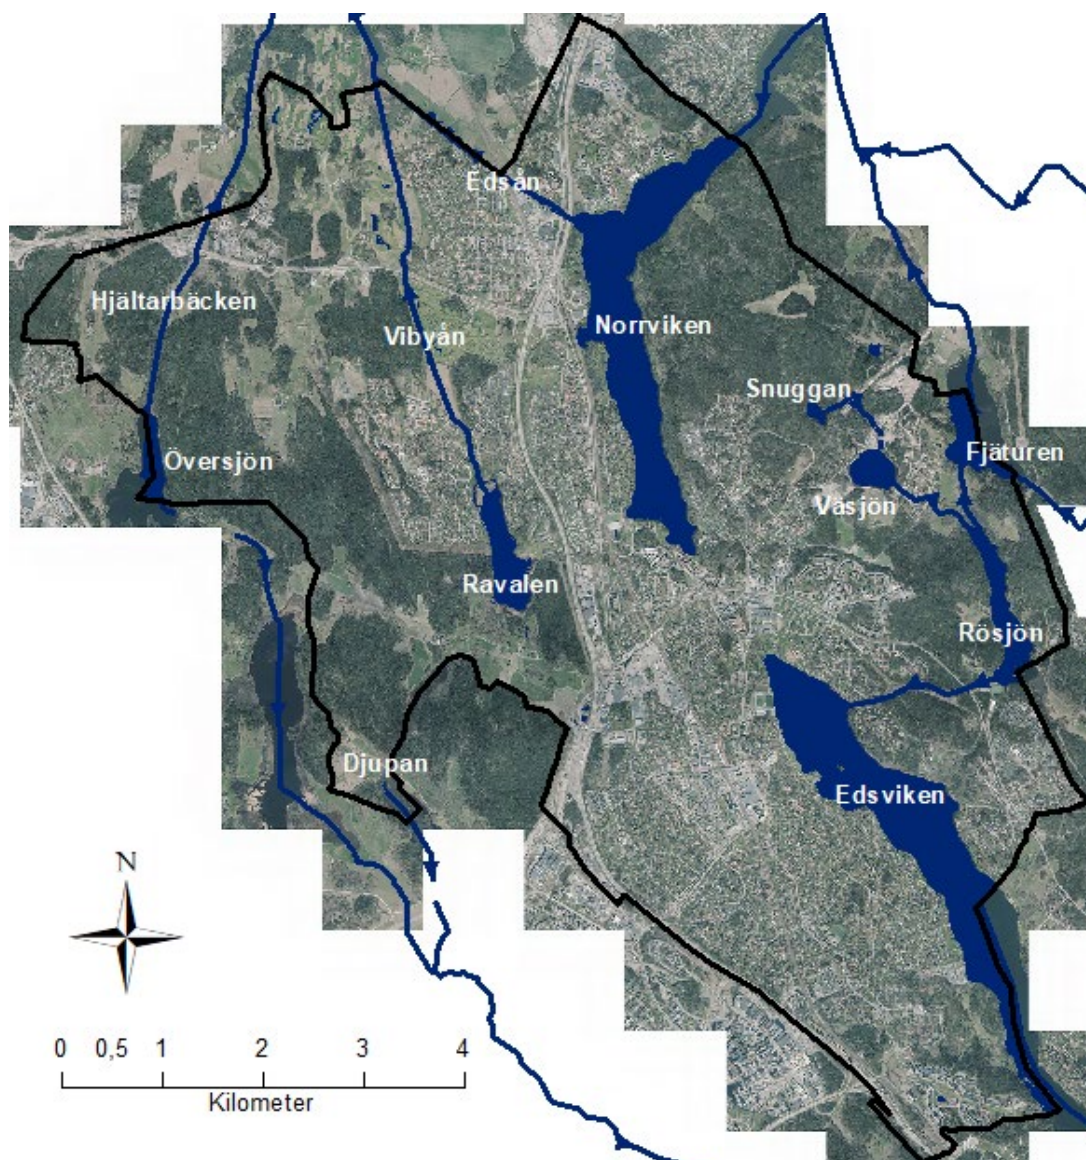 Edsån
Hjältarbäcken
Vibyån
Norrviken
Snuggan
Översjön
Fjäturen
Väsjön
Ravalen
Rösjön
Djupan
Edsviken
N
0 0,5 1 2 3 4
Kilometer